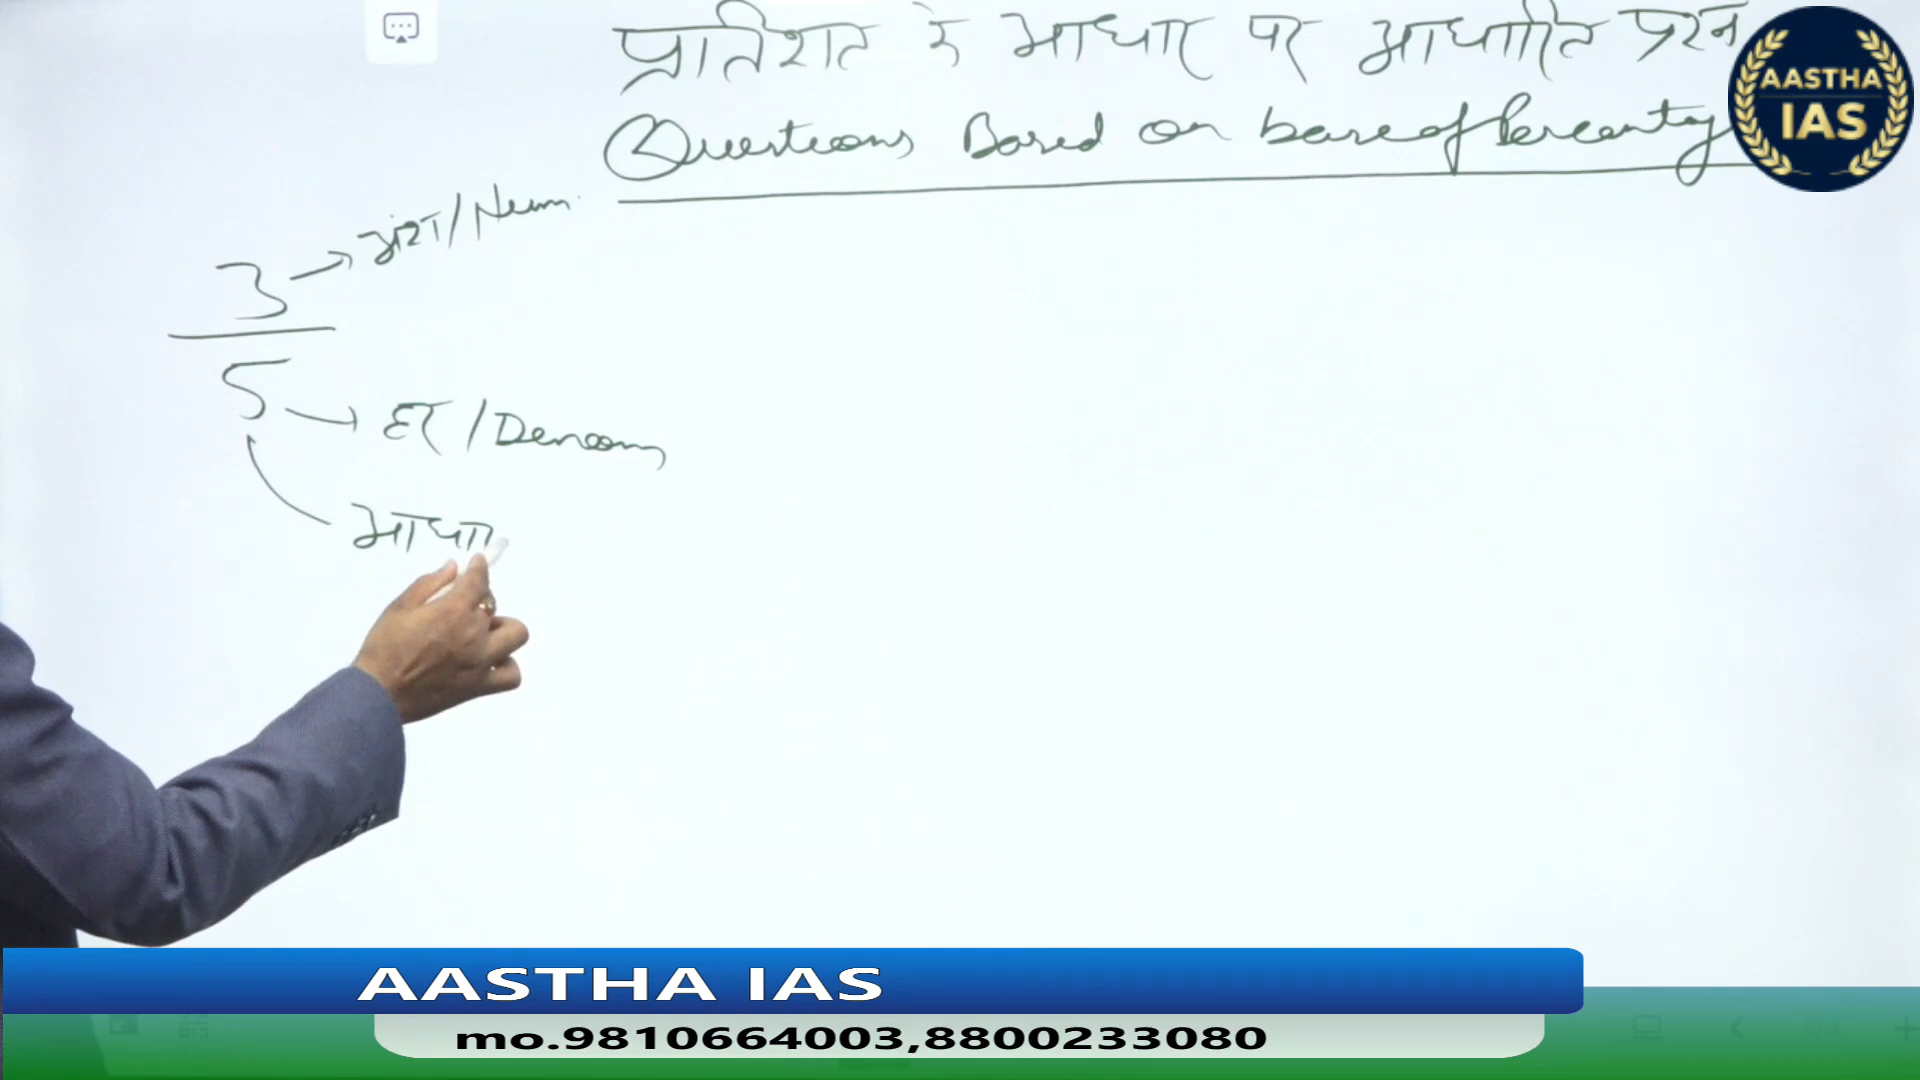 प्रतिशत के आधार पर आधारित प्रश्न
Questions Based on base of Percentag
AASTHA
IAS
3 → अंश/Num.
5 → हर/Denom
आधा
AASTHA IAS
mo.9810664003,8800233080